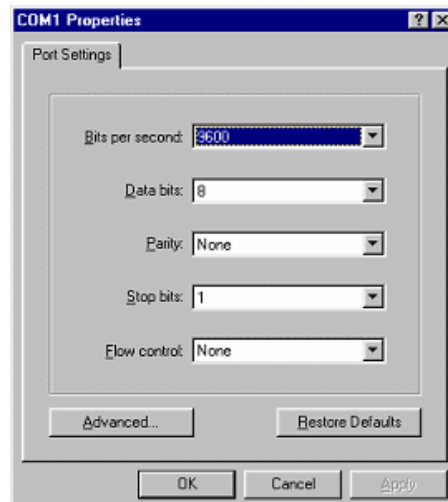 COM1 Properties
Port Settings
Bits per second: 9600
Data bits: 8
Parity: None
Stop bits: 1
Flow control: None
Advanced... Restore Defaults
OK Cancel Apply